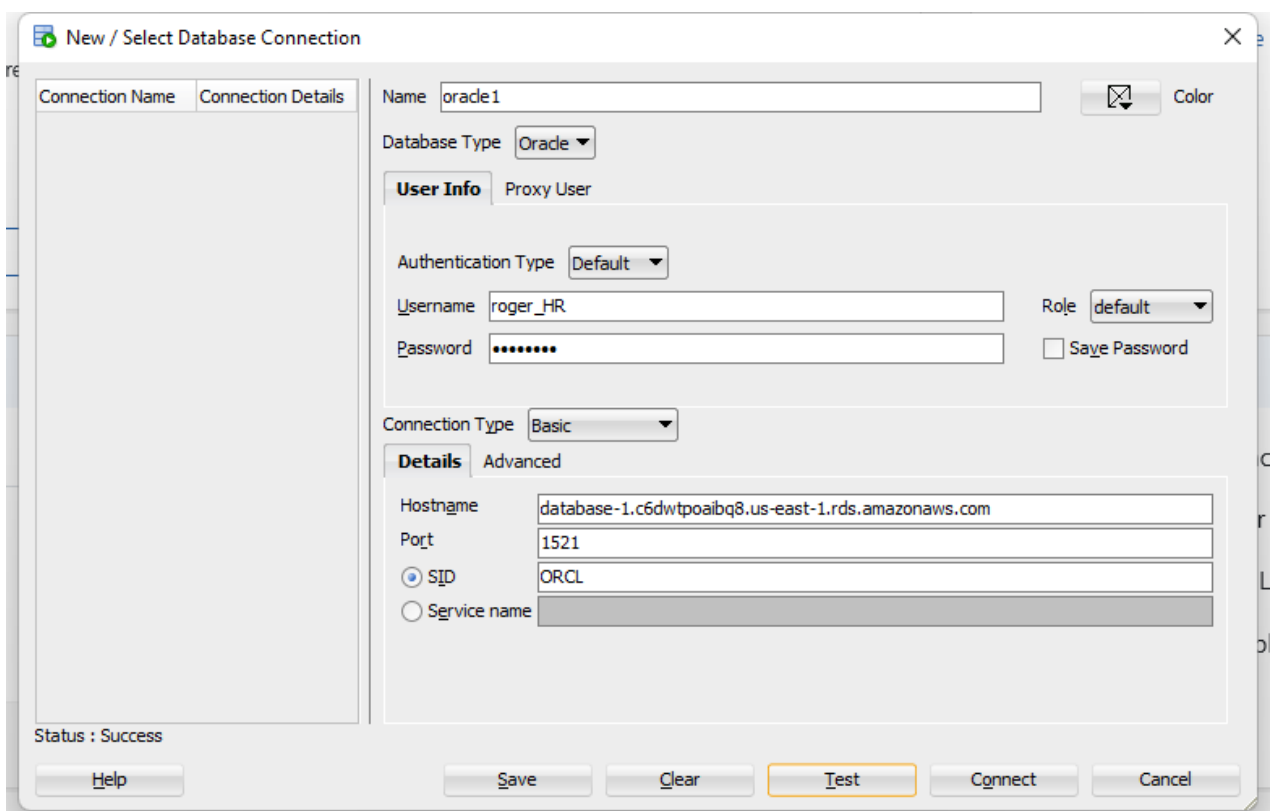 New / Select Database Connection
Connection Name Connection Details
Name oracle1 Color
Database Type Oracle
User Info Proxy User
Authentication Type Default
Username roger_HR Role default
Password •••••••• Save Password
Connection Type Basic
Details Advanced
Hostname database-1.c6dwtpoaibq8.us-east-1.rds.amazonaws.com
Port 1521
SID ORCL
Service name
Status : Success
Help Save Clear Test Connect Cancel